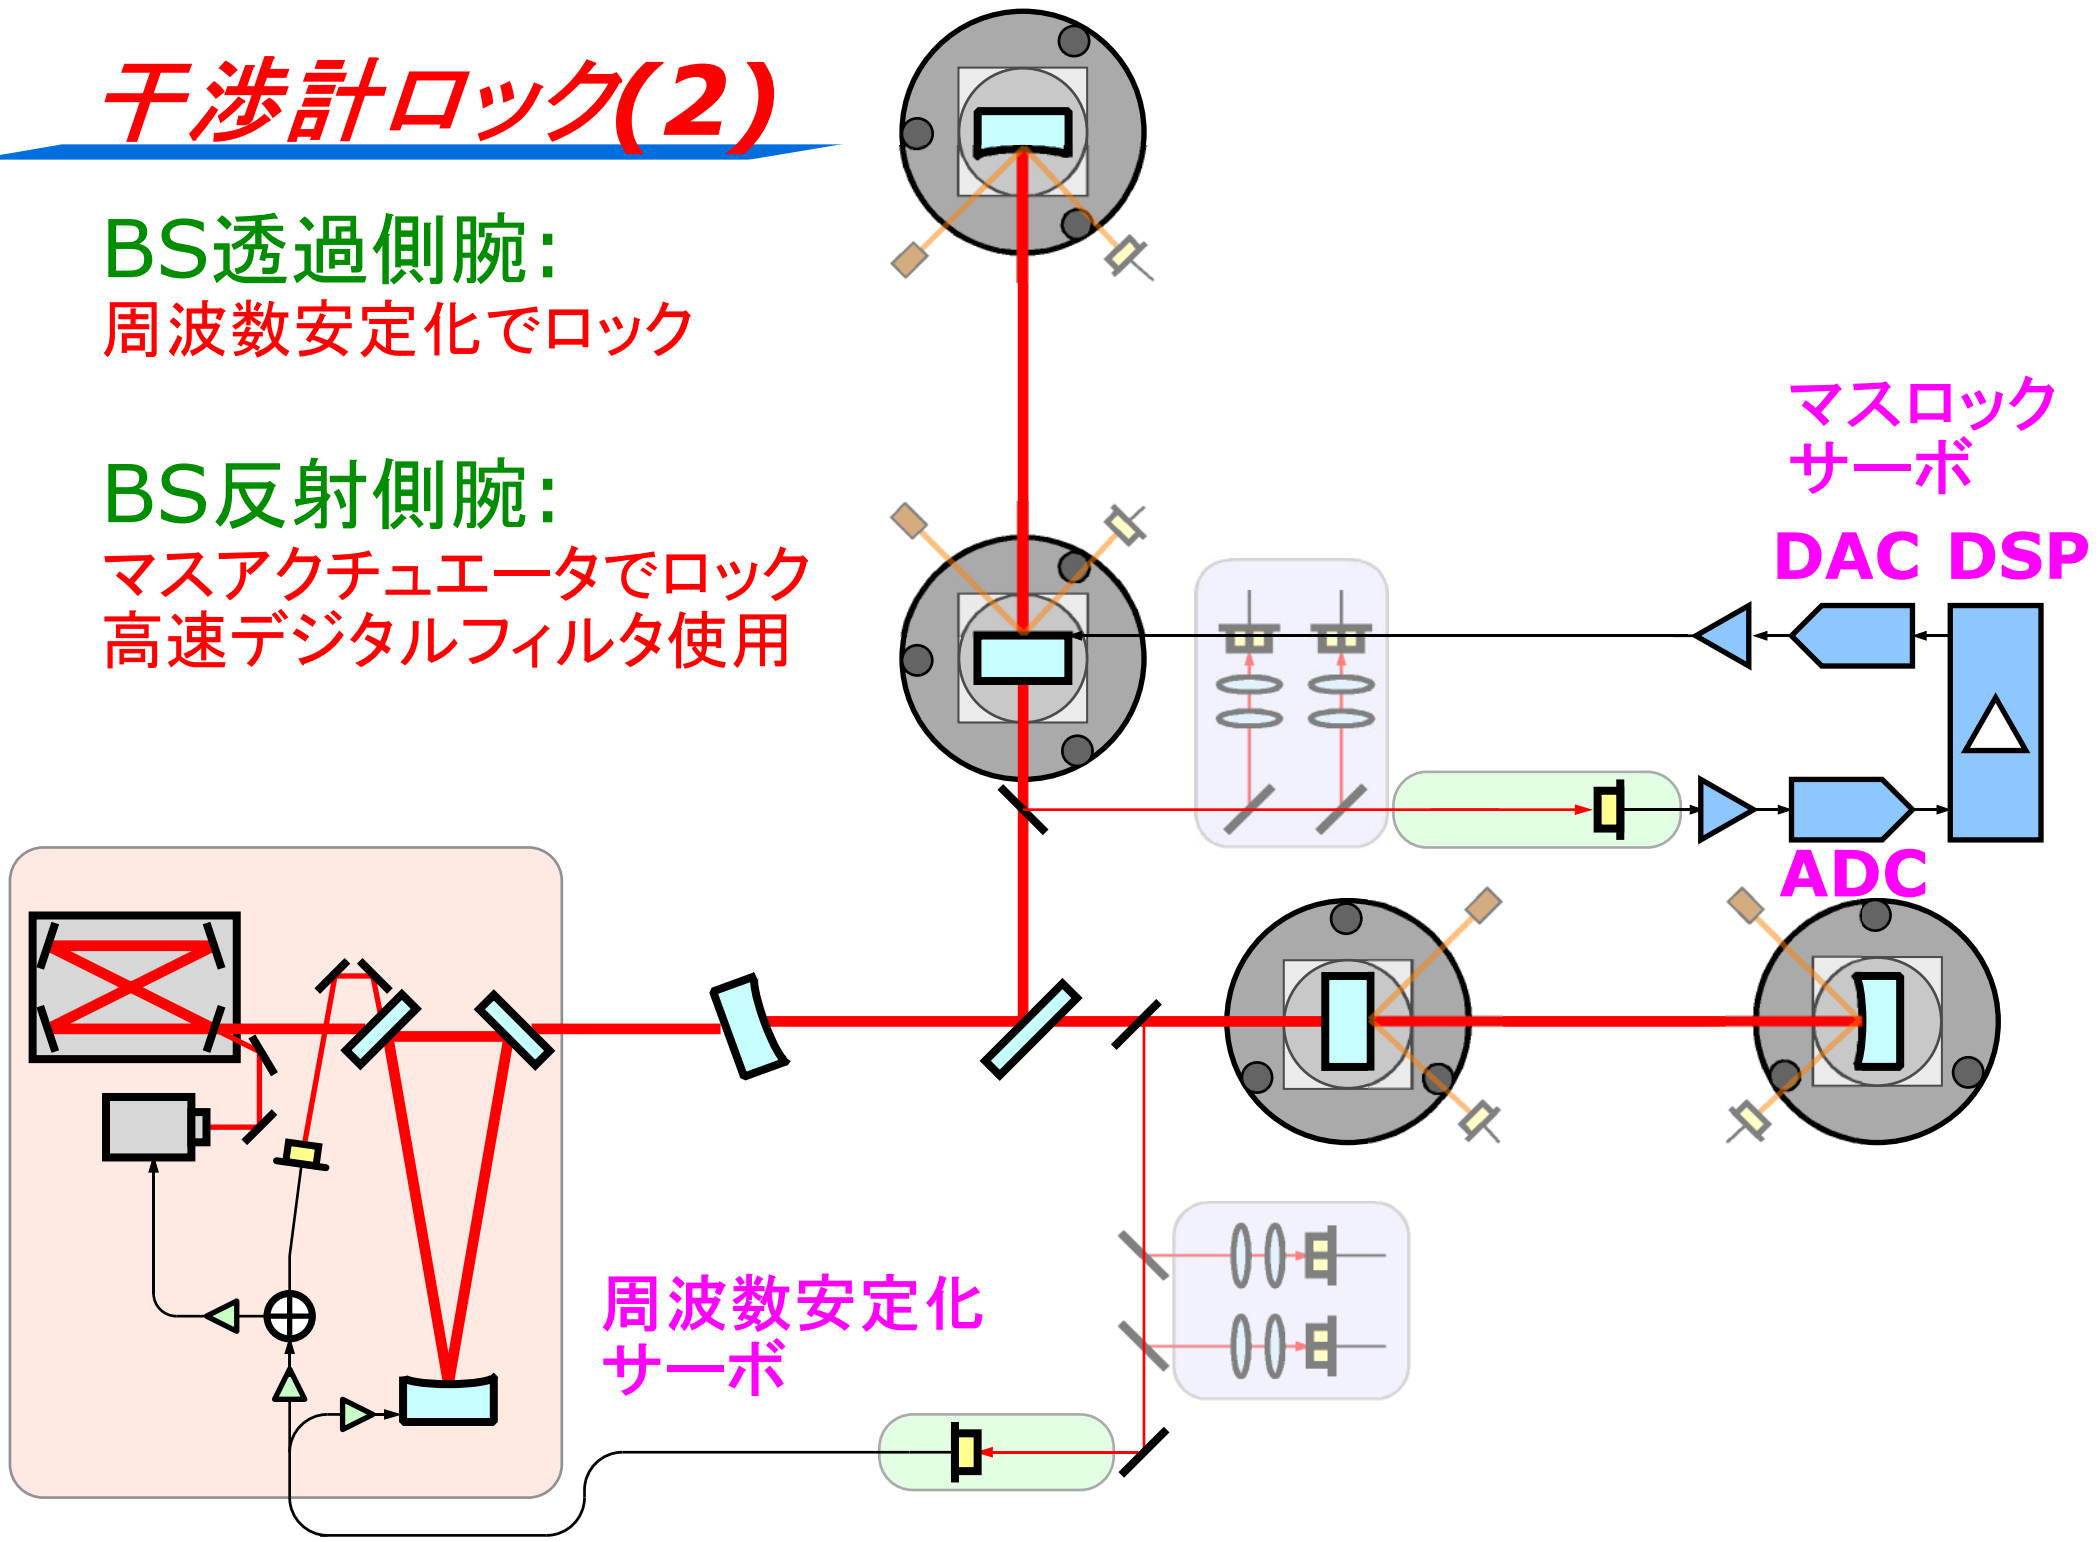 干渉計ロック(2)
BS透過側腕:
周波数安定化でロック
BS反射側腕:
マスアクチュエータでロック
高速デジタルフィルタ使用
マスロック
サーボ
DAC DSP
ADC
周波数安定化
サーボ